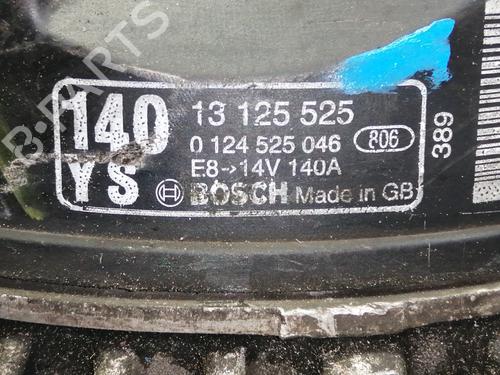 140
YS
13 125 525
0 124 525 046 806
E8->14V 140A
BOSCH Made in GB
389
B-PARTS